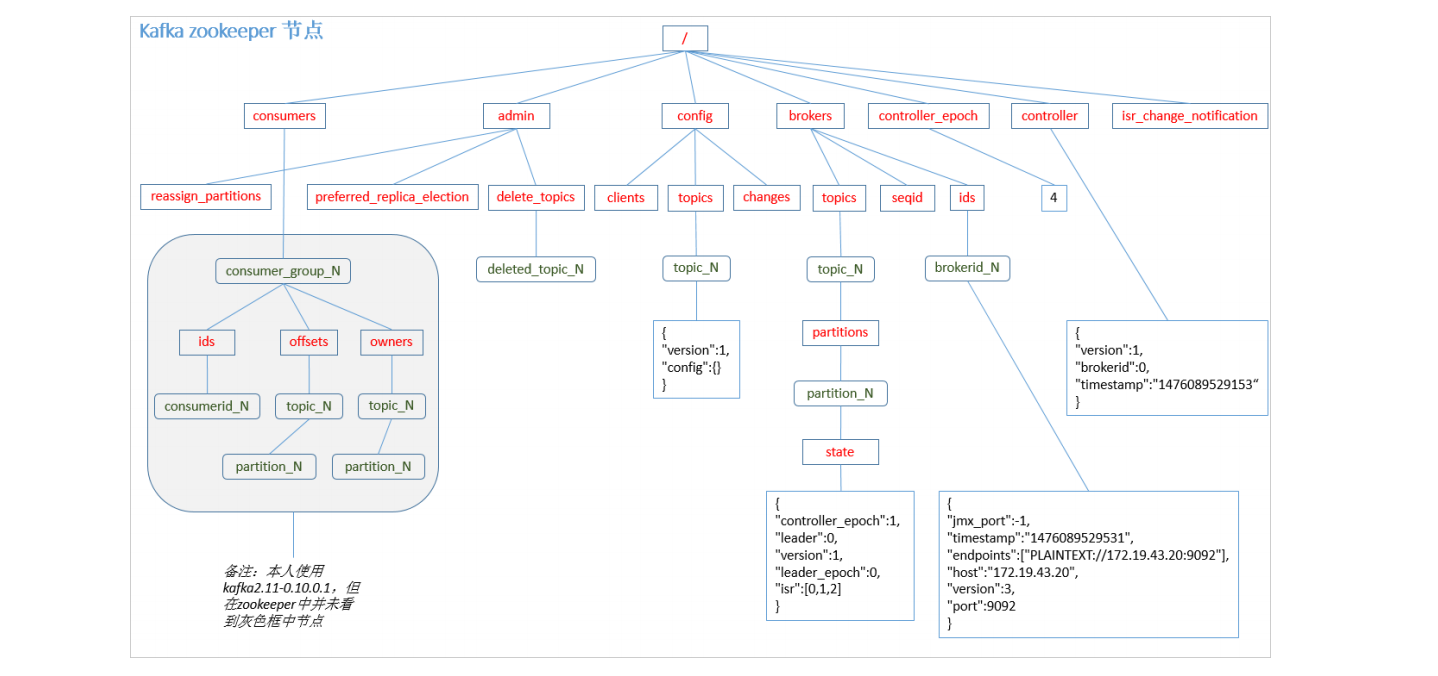 Kafka zookeeper 节点
/
consumers
admin
config
brokers
controller_epoch
controller
isr_change_notification
reassign_partitions
preferred_replica_election
delete_topics
clients
topics
changes
topics
seqid
ids
4
consumer_group_N
deleted_topic_N
topic_N
topic_N
brokerid_N
ids
offsets
owners
consumerid_N
topic_N
topic_N
partition_N
partition_N
{
"version":1,
"config":{}
}
partitions
partition_N
state
{
"version":1,
"brokerid":0,
"timestamp":"1476089529153“
}
{
"controller_epoch":1,
"leader":0,
"version":1,
"leader_epoch":0,
"isr":[0,1,2]
}
{
"jmx_port":-1,
"timestamp":"1476089529531",
"endpoints":["PLAINTEXT://172.19.43.20:9092"],
"host":"172.19.43.20",
"version":3,
"port":9092
}
备注：本人使用
kafka2.11-0.10.0.1，但
在zookeeper中并未看
到灰色框中节点